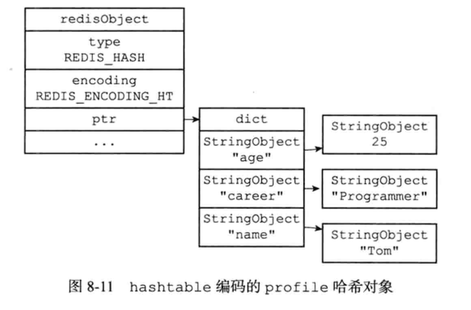 redisObject
type
REDIS_HASH
encoding
REDIS_ENCODING_HT
ptr
...
dict
StringObject
"age"
StringObject
"career"
StringObject
"name"
StringObject
25
StringObject
"Programmer"
StringObject
"Tom"
图 8-11 hashtable 编码的 profile 哈希对象